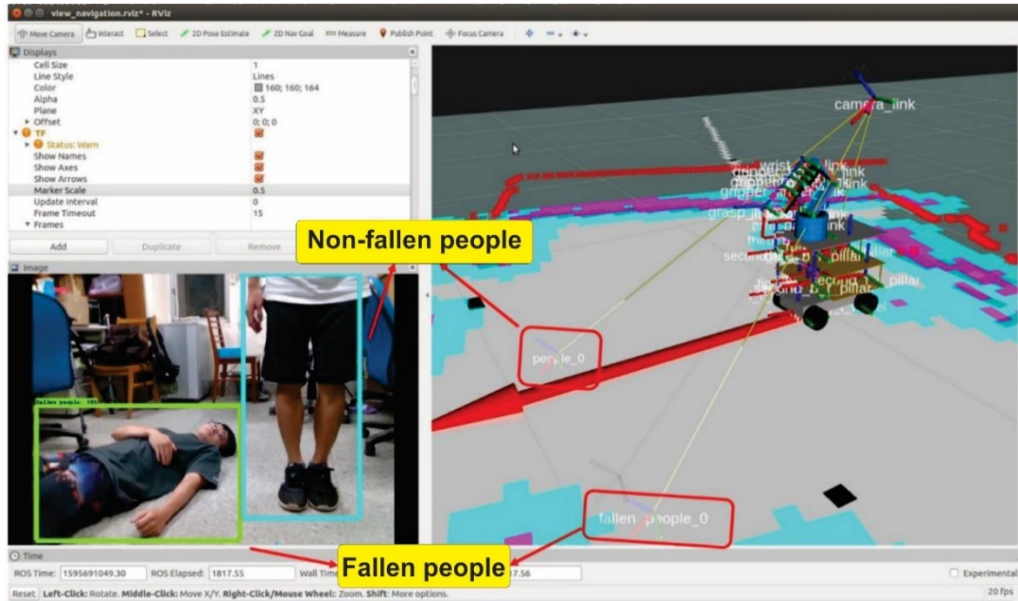 view_navigation.rviz* - RViz
Move Camera Interact Select 2D Pose Estimate 2D Nav Goal Measure Publish Point Focus Camera
Displays
Cell Size 1
Line Style Lines
Color 160; 160; 164
Alpha 0.5
Plane XY
Offset 0; 0; 0
TF
Status: Warn
Show Names
Show Axes
Show Arrows
Marker Scale 0.5
Update Interval 0
Frame Timeout 15
Frames
Add Duplicate Remove
Non-fallen people
Image
Fallen people:
camera_link
people_0
fallen_people_0
Fallen people
Time
ROS Time: 1595691049.30 ROS Elapsed: 1817.55 Wall Time 17.56 Experimental
Reset Left-Click: Rotate. Middle-Click: Move X/Y. Right-Click/Mouse Wheel: Zoom. Shift: More options. 20 fps